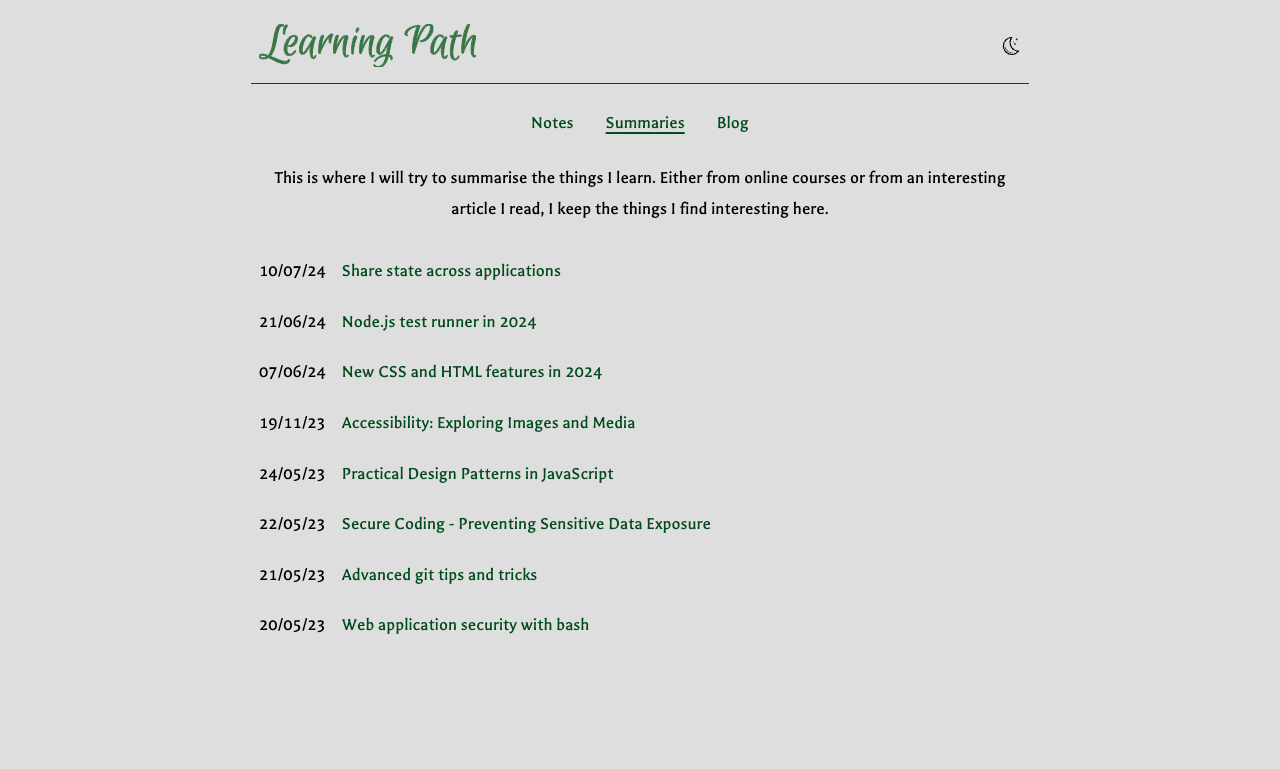 Learning Path
Notes Summaries Blog
This is where I will try to summarise the things I learn. Either from online courses or from an interesting
article I read, I keep the things I find interesting here.
10/07/24 Share state across applications
21/06/24 Node.js test runner in 2024
07/06/24 New CSS and HTML features in 2024
19/11/23 Accessibility: Exploring Images and Media
24/05/23 Practical Design Patterns in JavaScript
22/05/23 Secure Coding - Preventing Sensitive Data Exposure
21/05/23 Advanced git tips and tricks
20/05/23 Web application security with bash